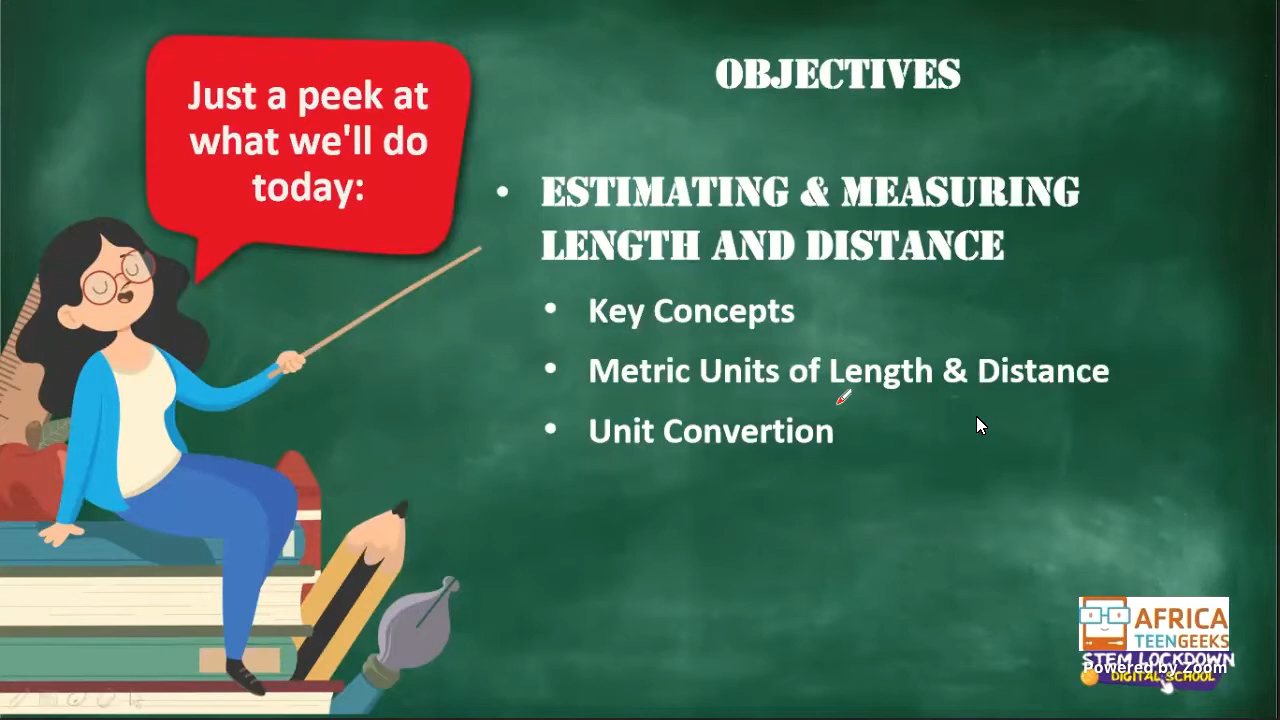 Just a peek at
what we'll do
today:
OBJECTIVES
• ESTIMATING & MEASURING
LENGTH AND DISTANCE
• Key Concepts
• Metric Units of Length & Distance
• Unit Convertion
AFRICA
TEENGEEKS
STEM LOCKDOWN
Powered by Zoom
DIGITAL SCHOOL